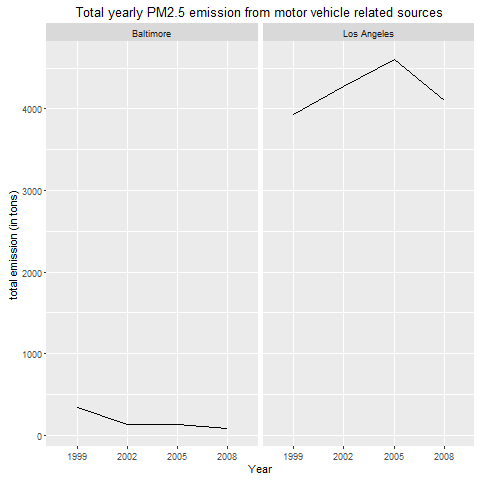 Total yearly PM2.5 emission from motor vehicle related sources
Baltimore
Los Angeles
total emission (in tons)
4000
3000
2000
1000
0
1999 2002 2005 2008
1999 2002 2005 2008
Year